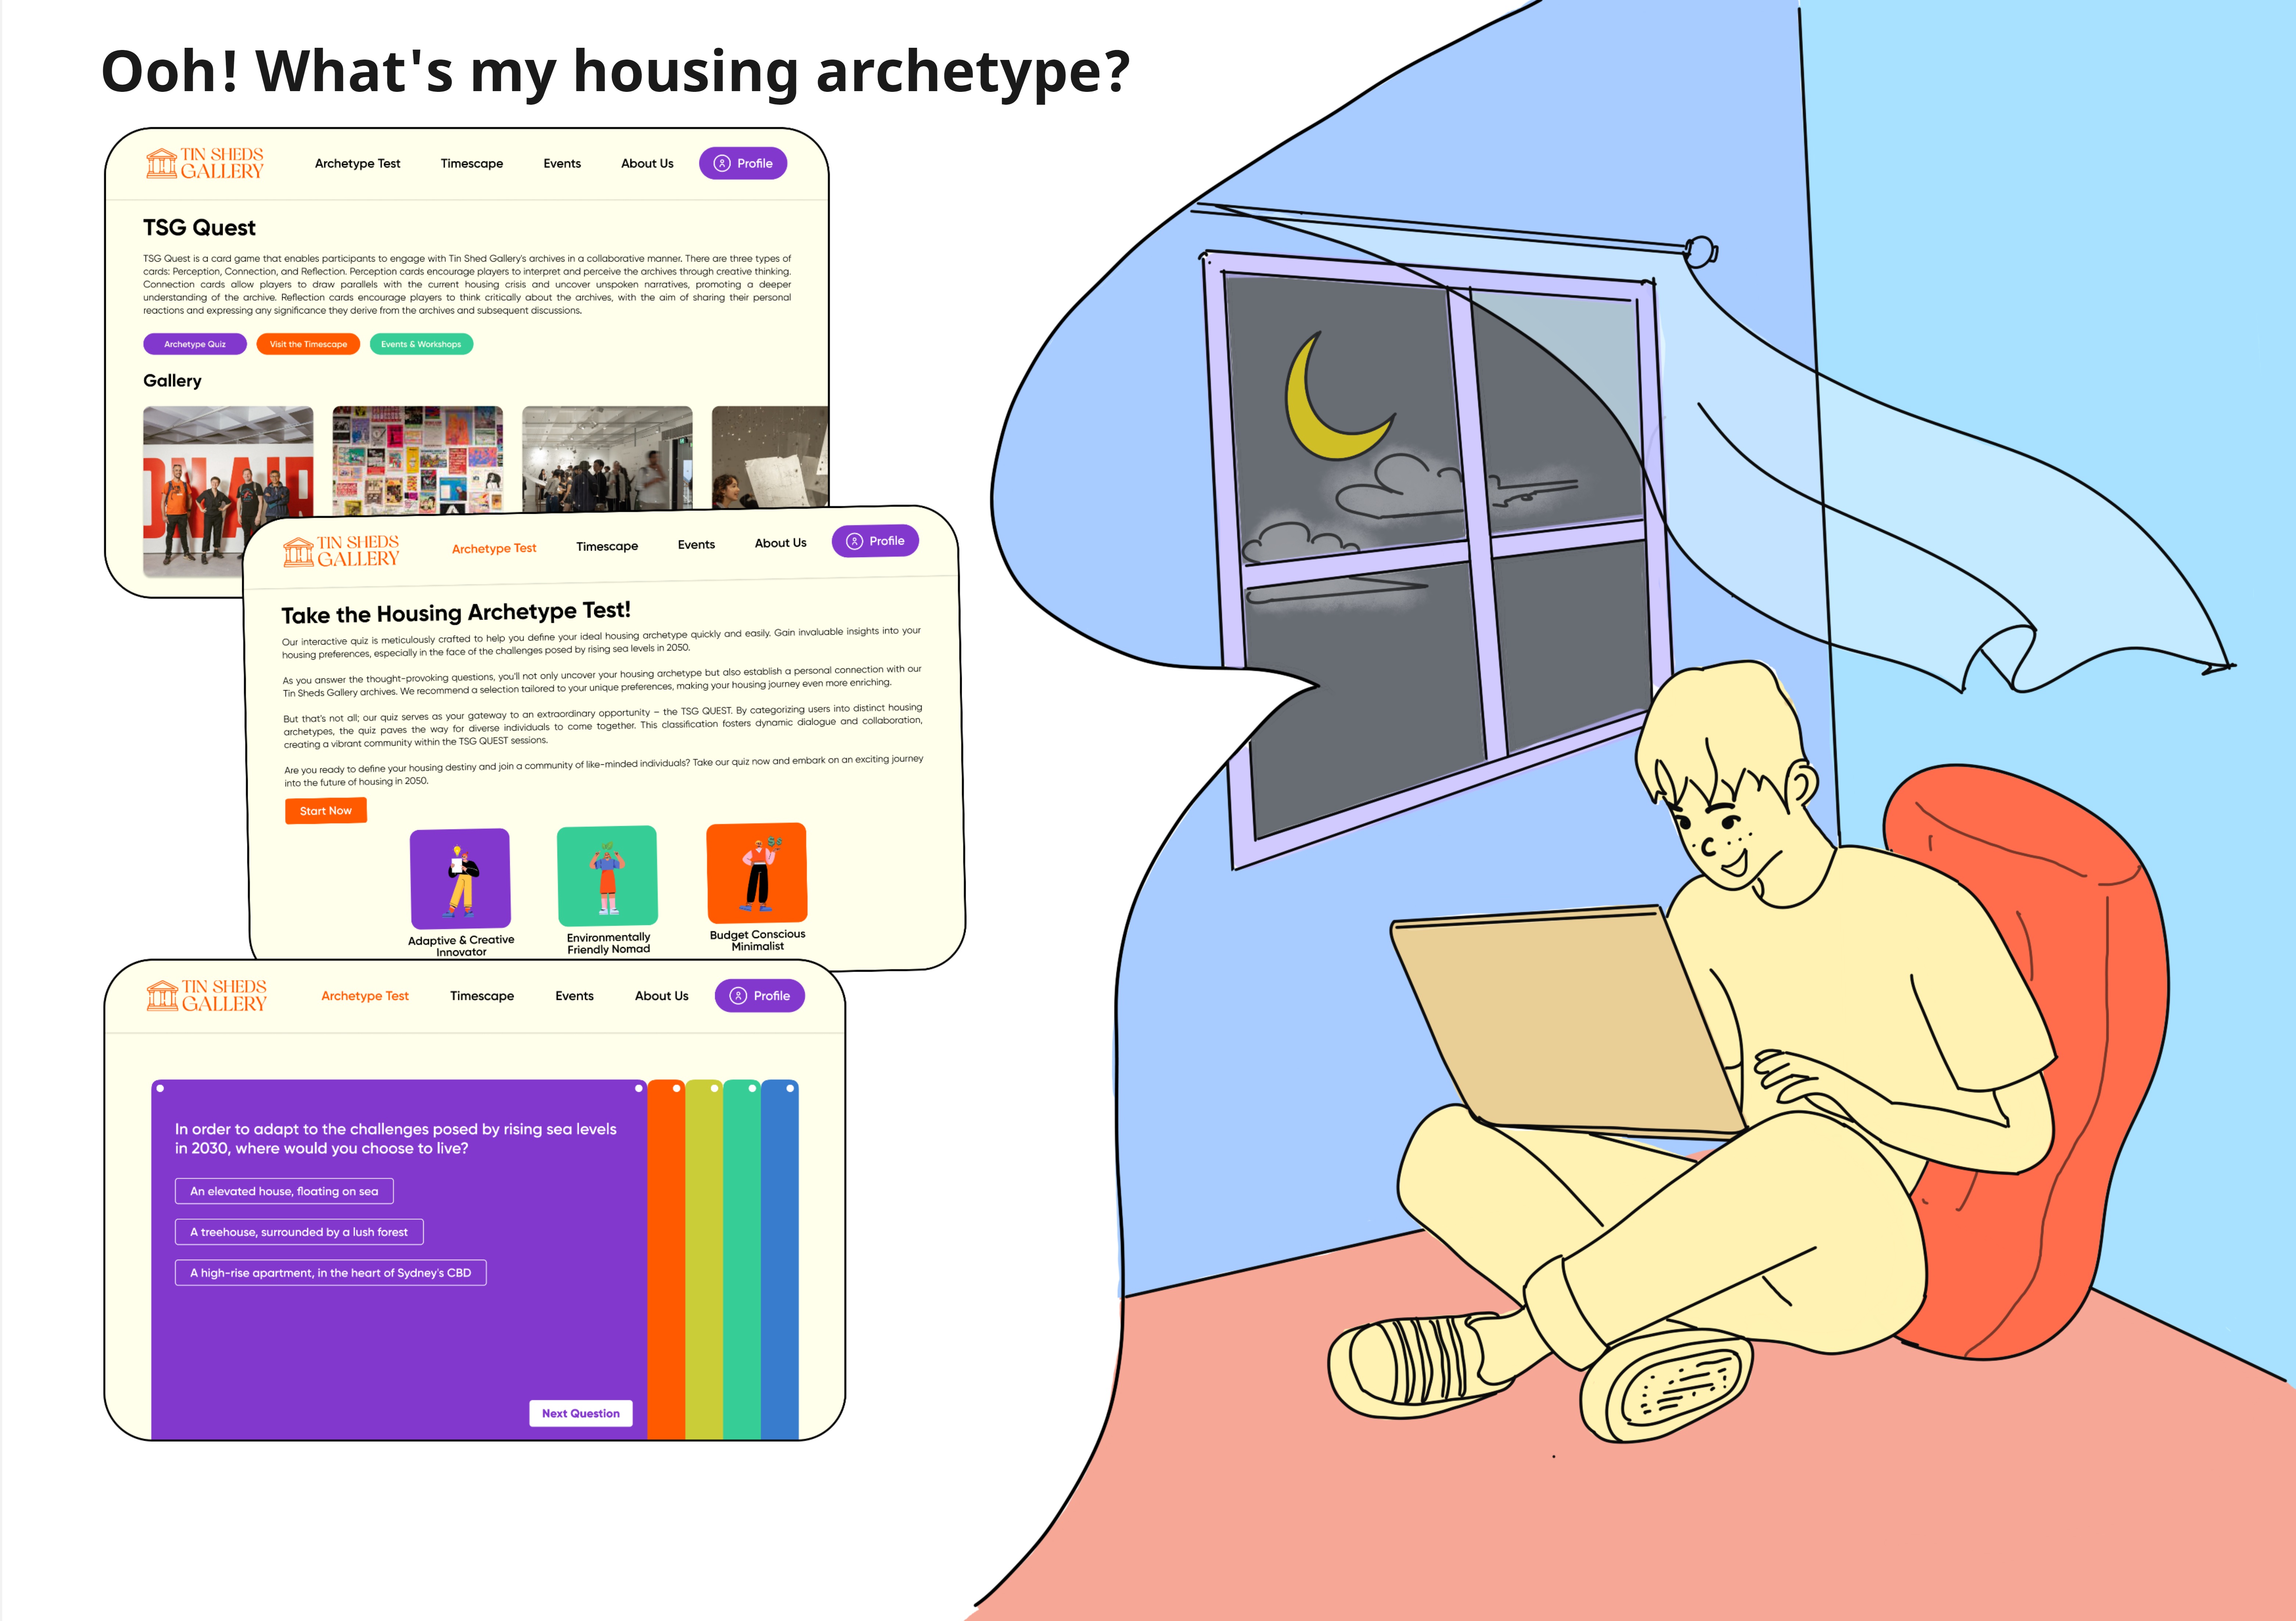 Ooh! What's my housing archetype?
TIN SHEDS
GALLERY
Archetype Test
Timescape
Events
About Us
Profile
TSG Quest
TSG Quest is a card game that enables participants to engage with Tin Shed Gallery's archives in a collaborative manner. There are three types of
cards: Perception, Connection, and Reflection. Perception cards encourage players to interpret and perceive the archives through creative thinking.
Connection cards allow players to draw parallels with the current housing crisis and uncover unspoken narratives, promoting a deeper
understanding of the archive. Reflection cards encourage players to think critically about the archives, with the aim of sharing their personal
reactions and expressing any significance they derive from the archives and subsequent discussions.
Archetype Quiz
Visit the Timescape
Events & Workshops
Gallery
TIN SHEDS
GALLERY
Archetype Test
Timescape
Events
About Us
Profile
Take the Housing Archetype Test!
Our interactive quiz is meticulously crafted to help you define your ideal housing archetype quickly and easily. Gain invaluable insights into your
housing preferences, especially in the face of the challenges posed by rising sea levels in 2050.
As you answer the thought-provoking questions, you'll not only uncover your housing archetype but also establish a personal connection with our
Tin Sheds Gallery archives. We recommend a selection tailored to your unique preferences, making your housing journey even more enriching.
But that's not all; our quiz serves as your gateway to an extraordinary opportunity – the TSG QUEST. By categorizing users into distinct housing
archetypes, the quiz paves the way for diverse individuals to come together. This classification fosters dynamic dialogue and collaboration,
creating a vibrant community within the TSG QUEST sessions.
Are you ready to define your housing destiny and join a community of like-minded individuals? Take our quiz now and embark on an exciting journey
into the future of housing in 2050.
Start Now
Adaptive & Creative
Innovator
Environmentally
Friendly Nomad
Budget Conscious
Minimalist
TIN SHEDS
GALLERY
Archetype Test
Timescape
Events
About Us
Profile
In order to adapt to the challenges posed by rising sea levels
in 2030, where would you choose to live?
An elevated house, floating on sea
A treehouse, surrounded by a lush forest
A high-rise apartment, in the heart of Sydney's CBD
Next Question